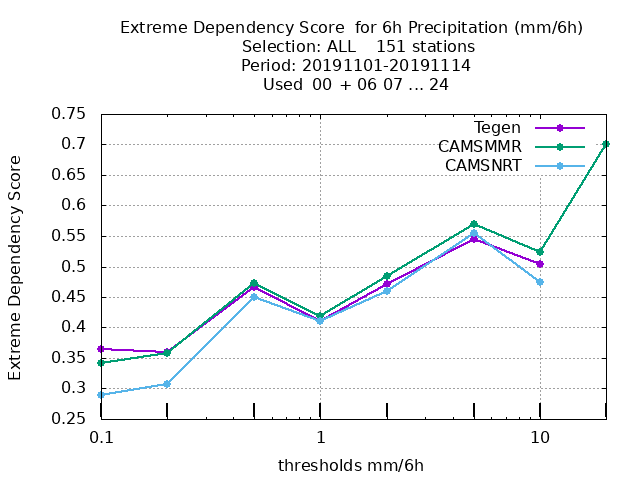 Extreme Dependency Score  for 6h Precipitation (mm/6h)
Selection: ALL    151 stations
Period: 20191101-20191114
Used  00  + 06 07 ... 24
Tegen
CAMSMMR
CAMSNRT
Extreme Dependency Score
0.75
0.7
0.65
0.6
0.55
0.5
0.45
0.4
0.35
0.3
0.25
0.1
1
10
thresholds mm/6h